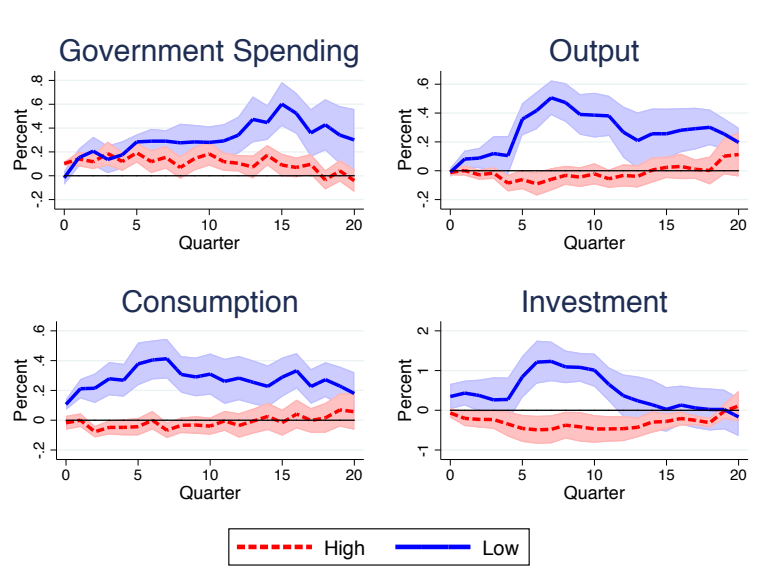 Government Spending
Percent
.8
.6
.4
.2
0
-.2
0 5 10 15 20
Quarter
Output
Percent
.6
.4
.2
0
-.2
0 5 10 15 20
Quarter
Consumption
Percent
.6
.4
.2
0
-.2
0 5 10 15 20
Quarter
Investment
Percent
2
1
0
-1
0 5 10 15 20
Quarter
High Low